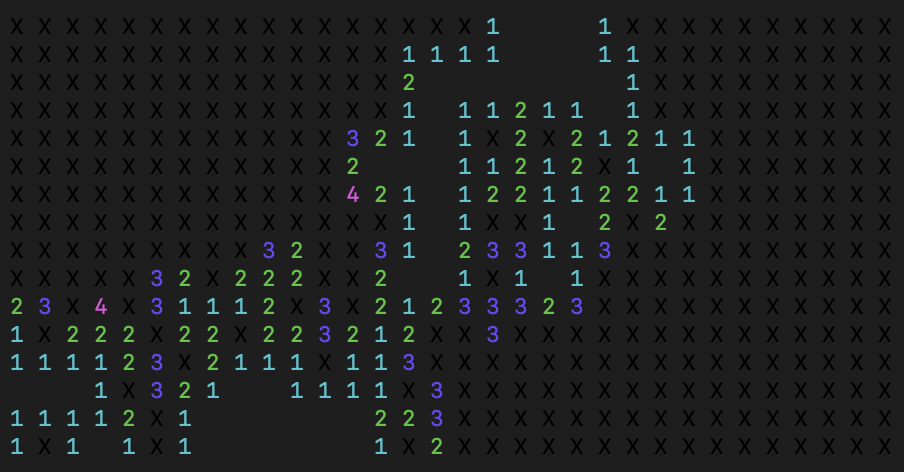 X X X X X X X X X X X X X X X X X 1       1 X X X X X X X X X X
X X X X X X X X X X X X X X 1 1 1 1       1 1 X X X X X X X X X
X X X X X X X X X X X X X X 2               1 X X X X X X X X X
X X X X X X X X X X X X X X 1   1 1 2 1 1   1 X X X X X X X X X
X X X X X X X X X X X X 3 2 1   1 X 2 X 2 1 2 1 1 X X X X X X X
X X X X X X X X X X X X 2       1 1 2 1 2 X 1   1 X X X X X X X
X X X X X X X X X X X X 4 2 1   1 2 2 1 1 2 2 1 1 X X X X X X X
X X X X X X X X X X X X X X 1   1 X X 1   2 X 2 X X X X X X X X
X X X X X X X X X 3 2 X X 3 1   2 3 3 1 1 3 X X X X X X X X X X
X X X X X 3 2 X 2 2 2 X X 2     1 X 1   1 X X X X X X X X X X X
2 3 X 4 X 3 1 1 1 2 X 3 X 2 1 2 3 3 3 2 3 X X X X X X X X X X X
1 X 2 2 2 X 2 2 X 2 2 3 2 1 2 X X 3 X X X X X X X X X X X X X X
1 1 1 1 2 3 X 2 1 1 1 X 1 1 3 X X X X X X X X X X X X X X X X X
      1 X 3 2 1     1 1 1 1 X 3 X X X X X X X X X X X X X X X X
1 1 1 1 2 X 1             2 2 3 X X X X X X X X X X X X X X X X
1 X 1   1 X 1             1 X 2 X X X X X X X X X X X X X X X X